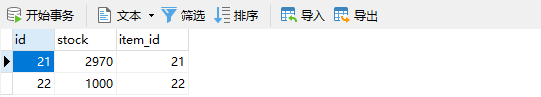 开始事务 文本 筛选 排序 导入 导出
id stock item_id
21 2970 21
22 1000 22